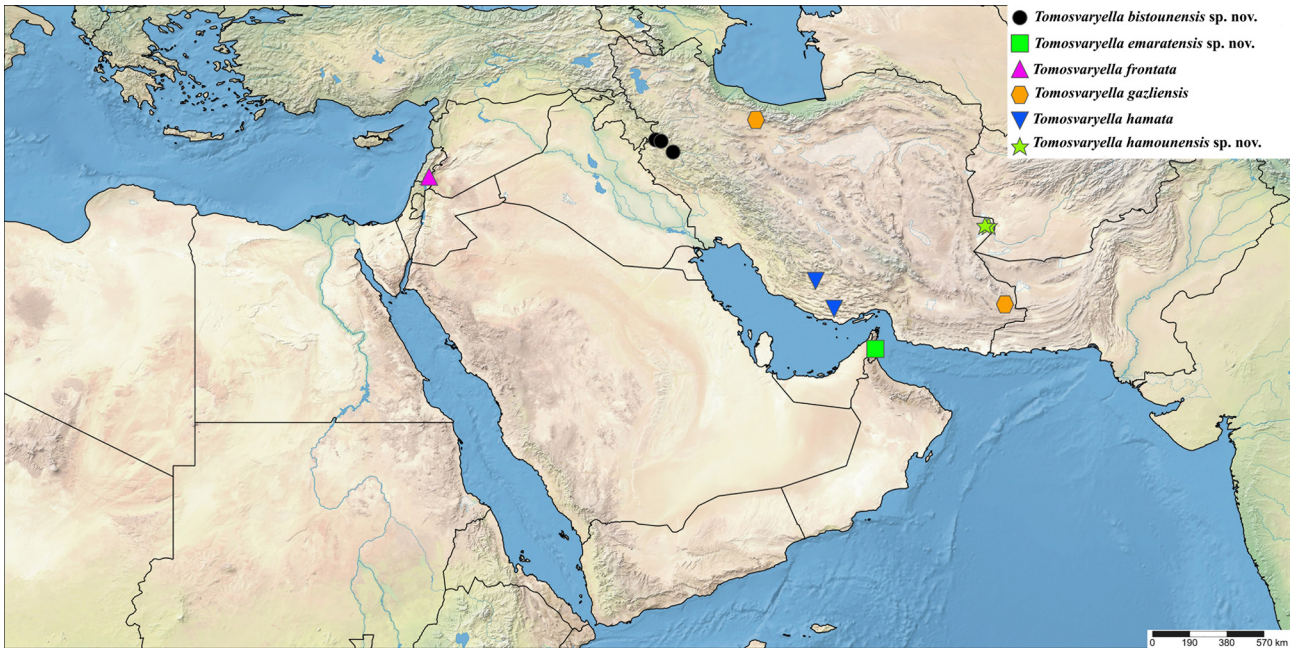 Tomosvaryella bistounensis sp. nov.
Tomosvaryella emaratensis sp. nov.
Tomosvaryella frontata
Tomosvaryella gazliensis
Tomosvaryella hamata
Tomosvaryella hamounensis sp. nov.
0 190 380 570 km